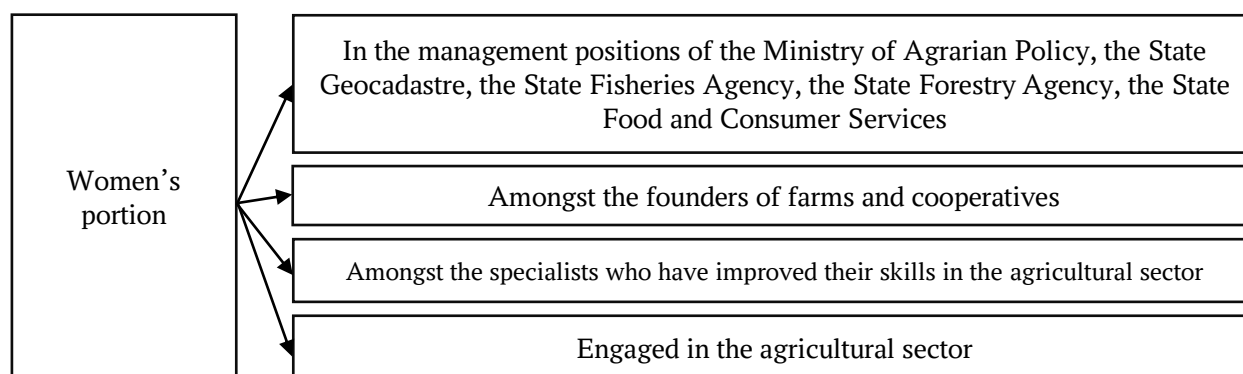 Women’s
portion
In the management positions of the Ministry of Agrarian Policy, the State
Geocadastre, the State Fisheries Agency, the State Forestry Agency, the State
Food and Consumer Services
Amongst the founders of farms and cooperatives
Amongst the specialists who have improved their skills in the agricultural sector
Engaged in the agricultural sector